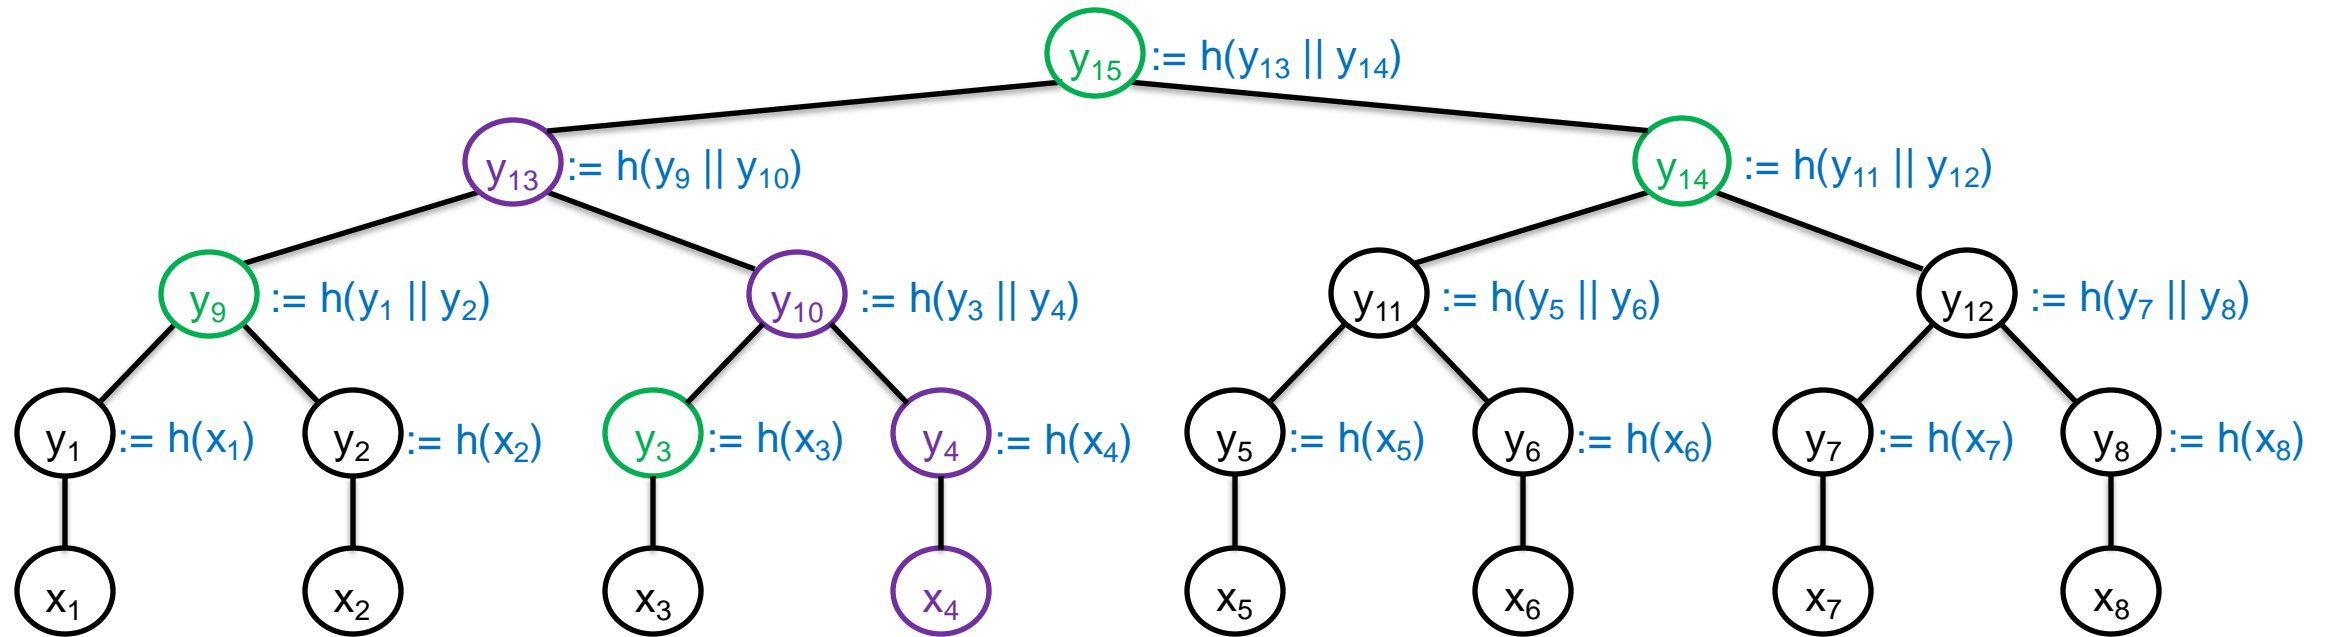 y₁₅ := h(y₁₃ || y₁₄)
y₁₃ := h(y₉ || y₁₀) y₁₄ := h(y₁₁ || y₁₂)
y₉ := h(y₁ || y₂) y₁₀ := h(y₃ || y₄) y₁₁ := h(y₅ || y₆) y₁₂ := h(y₇ || y₈)
y₁ := h(x₁) y₂ := h(x₂) y₃ := h(x₃) y₄ := h(x₄) y₅ := h(x₅) y₆ := h(x₆) y₇ := h(x₇) y₈ := h(x₈)
x₁ x₂ x₃ x₄ x₅ x₆ x₇ x₈